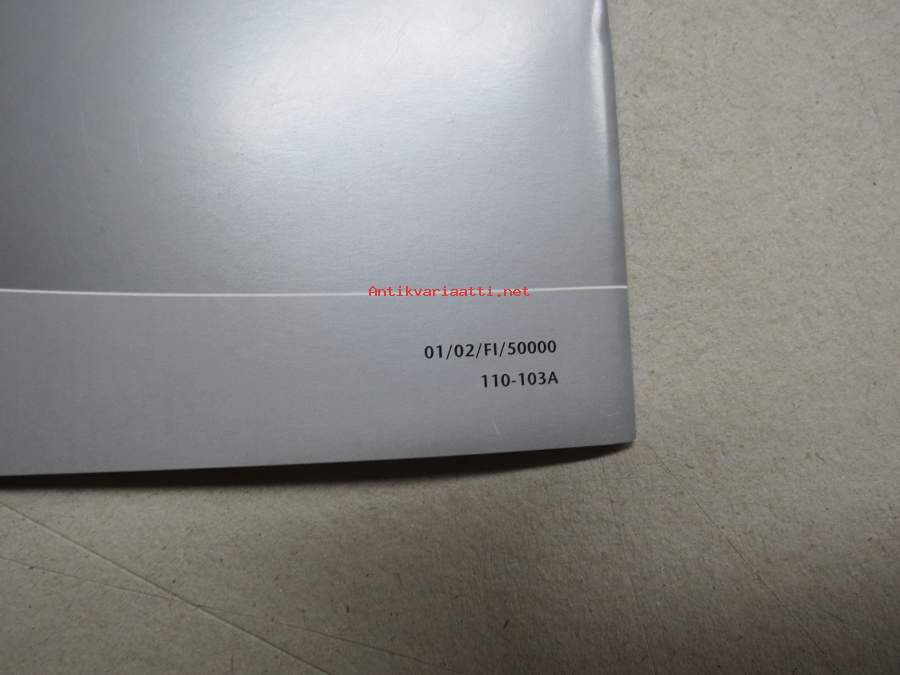 Antikvariaatti.net
01/02/FI/50000
110-103A